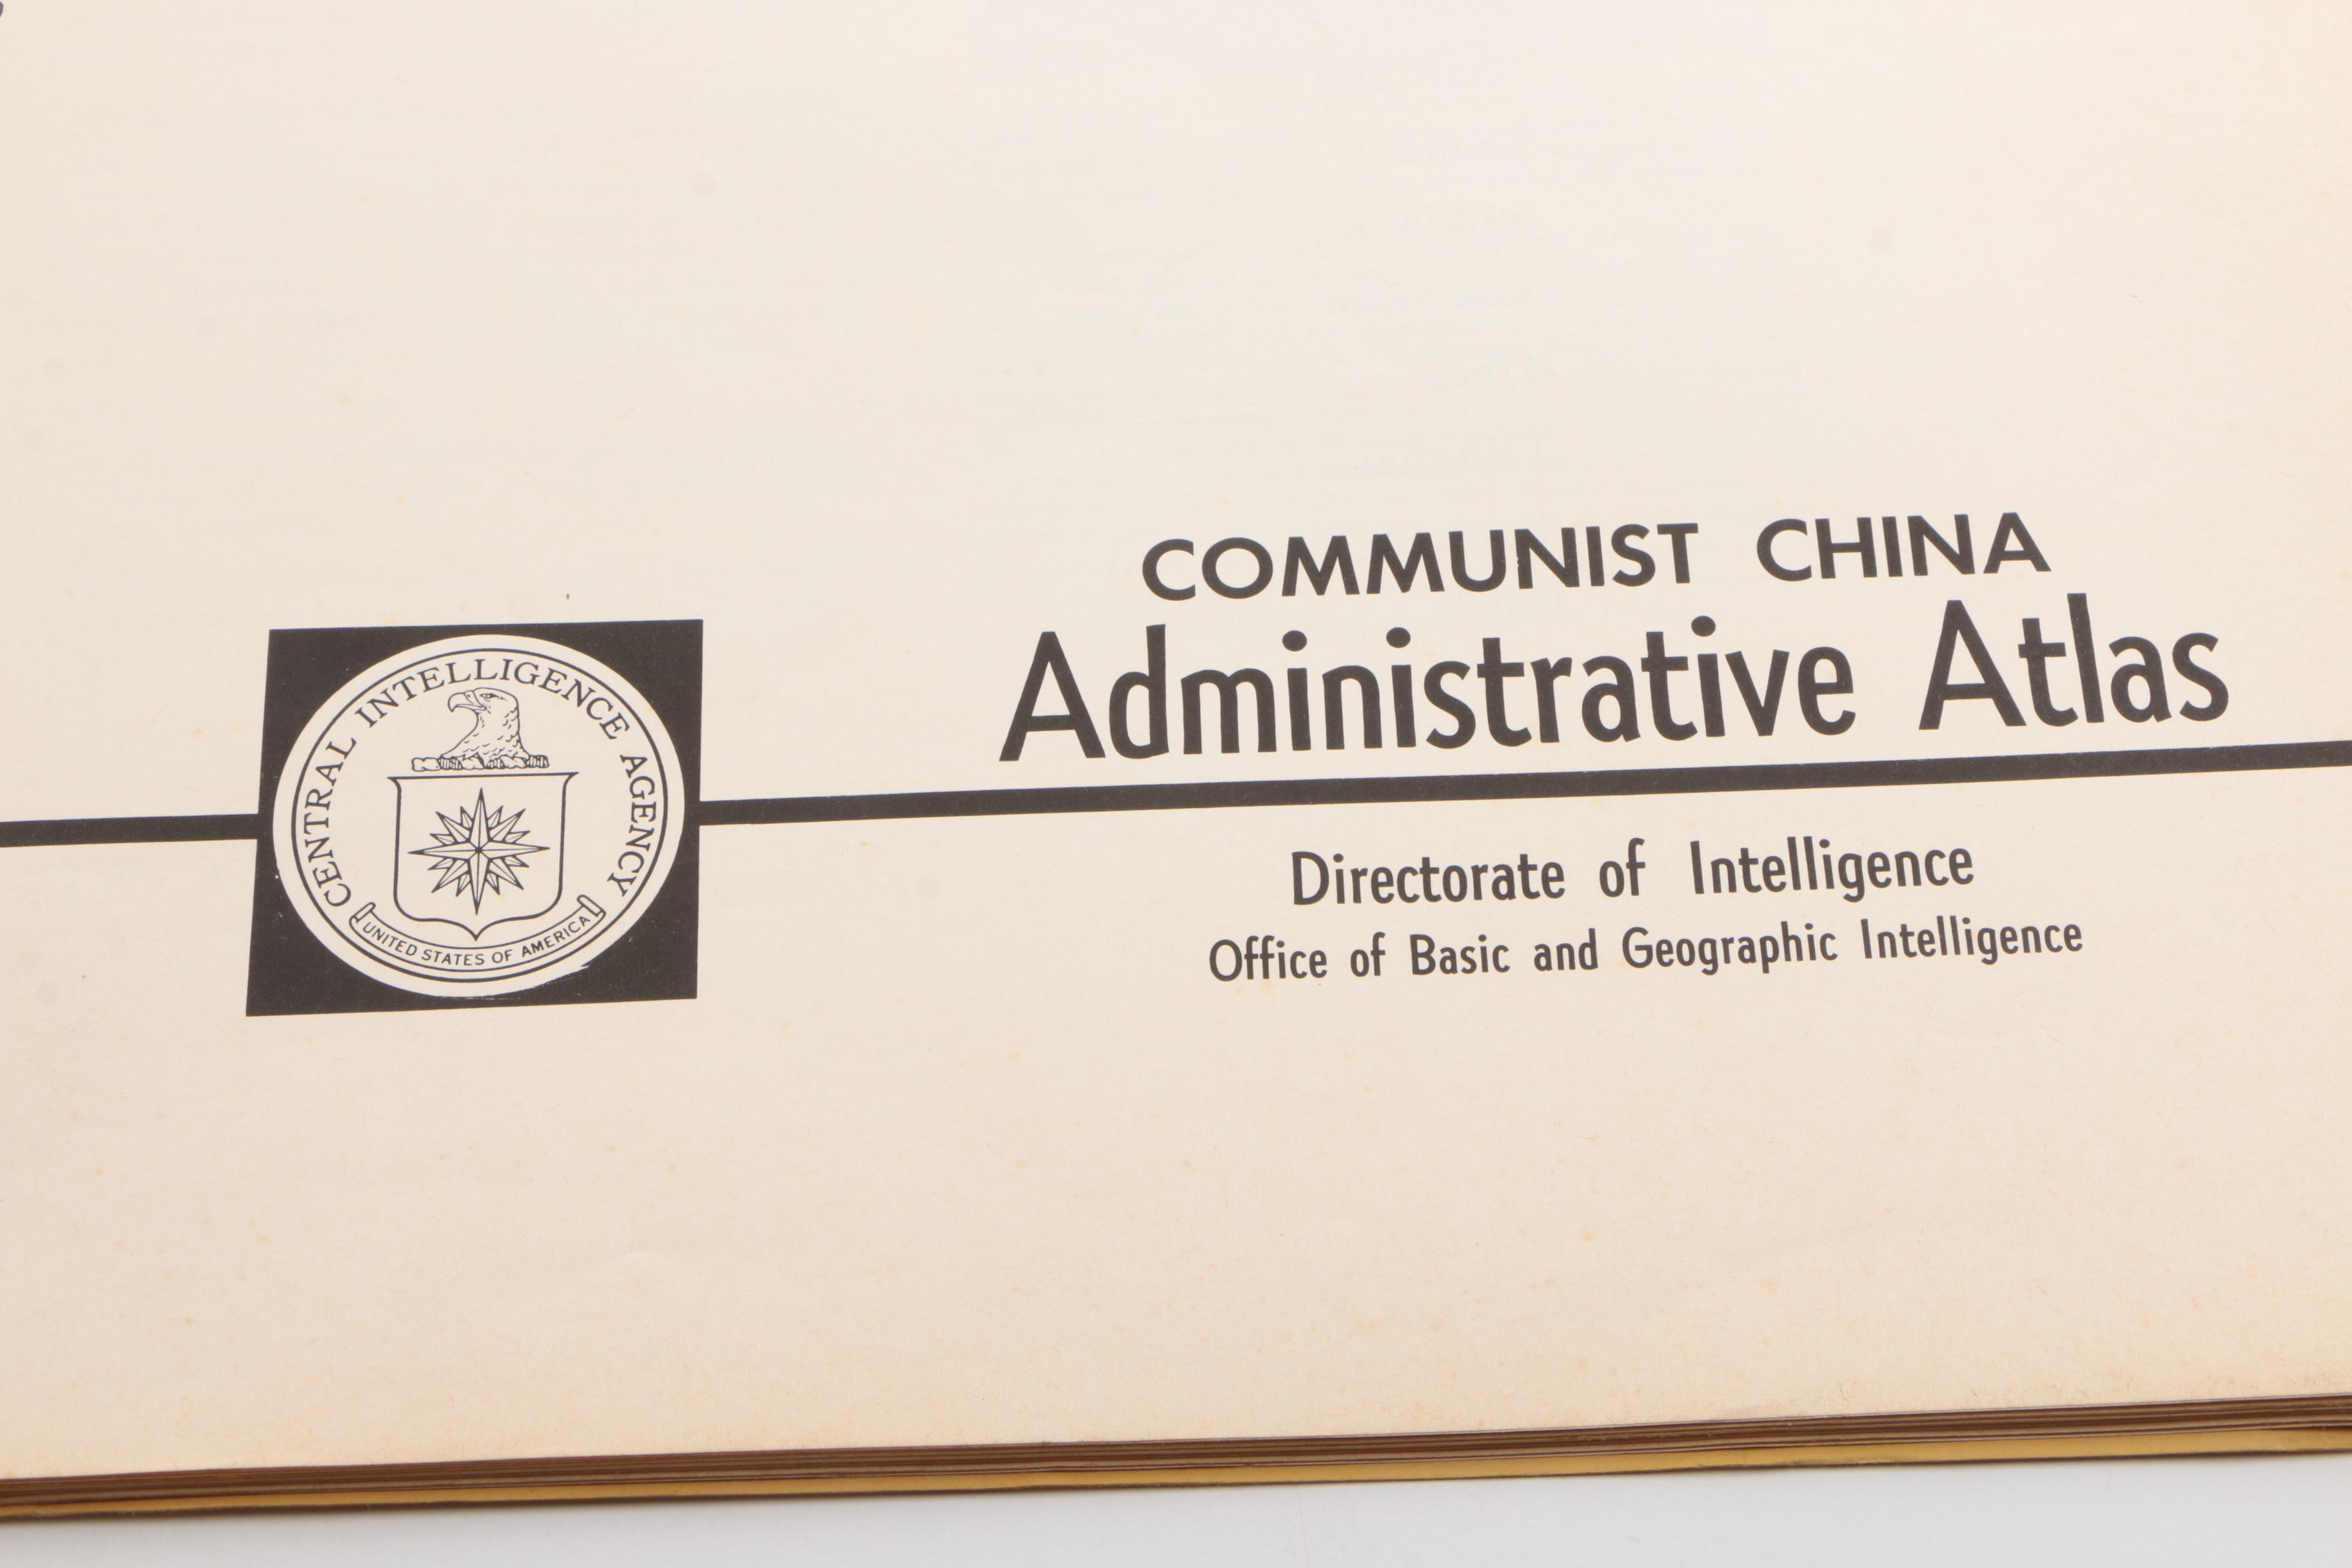 COMMUNIST CHINA
Administrative Atlas
CENTRAL INTELLIGENCE AGENCY
UNITED STATES OF AMERICA
Directorate of Intelligence
Office of Basic and Geographic Intelligence